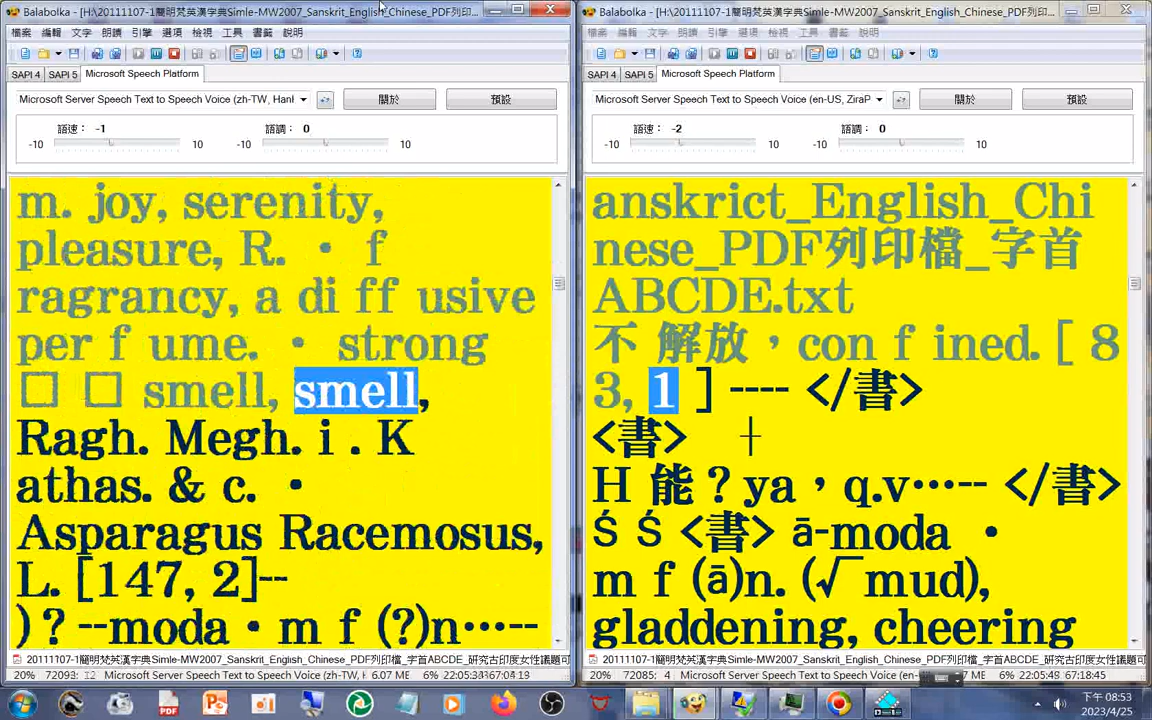 Balabolka - [H:\20111107-1簡明梵英漢字典Simle-MW2007_Sanskrit_English_Chinese_PDF列印...
檔案 編輯 文字 朗讀 引擎 選項 檢視 工具 書籤 說明
SAPI 4 SAPI 5 Microsoft Speech Platform
Microsoft Server Speech Text to Speech Voice (zh-TW, HanH
關於
預設
語速： -1 語調： 0
-10 10 -10 10
m. joy, serenity,
pleasure, R. • f
ragrancy, a di ff usive
per f ume. • strong
□ □ smell, smell,
Ragh. Megh. i . K
athas. & c. •
Asparagus Racemosus,
L. [147, 2]--
) ? --moda • m f (?)n⋯--
20111107-1簡明梵英漢字典Simle-MW2007_Sanskrit_English_Chinese_PDF列印檔_字首ABCDE_研究古印度女性議題可
20% 72093: 12 Microsoft Server Speech Text to Speech Voice (zh-TW, H 6.07 ME 6% 22:05:33
Balabolka - [H:\20111107-1簡明梵英漢字典Simle-MW2007_Sanskrit_English_Chinese_PDF列印...
檔案 編輯 文字 朗讀 引擎 選項 檢視 工具 書籤 說明
SAPI 4 SAPI 5 Microsoft Speech Platform
Microsoft Server Speech Text to Speech Voice (en-US, ZiraP
關於
預設
語速： -2 語調： 0
-10 10 -10 10
anskrict_English_Chi
nese_PDF列印檔_字首
ABCDE.txt
不 解放，con f ined. [ 8
3, 1 ] ---- </書>
<書>
H 能？ya，q.v⋯-- </書>
Ś Ś <書> ā-moda •
m f (ā)n. (√ mud),
gladdening, cheering
20111107-1簡明梵英漢字典Simle-MW2007_Sanskrit_English_Chinese_PDF列印檔_字首ABCDE_研究古印度女性議題可
20% 72085: 4 Microsoft Server Speech Text to Speech Voice (en-US, 6% 22:05:49 67:18:45
下午 08:53
2023/4/25